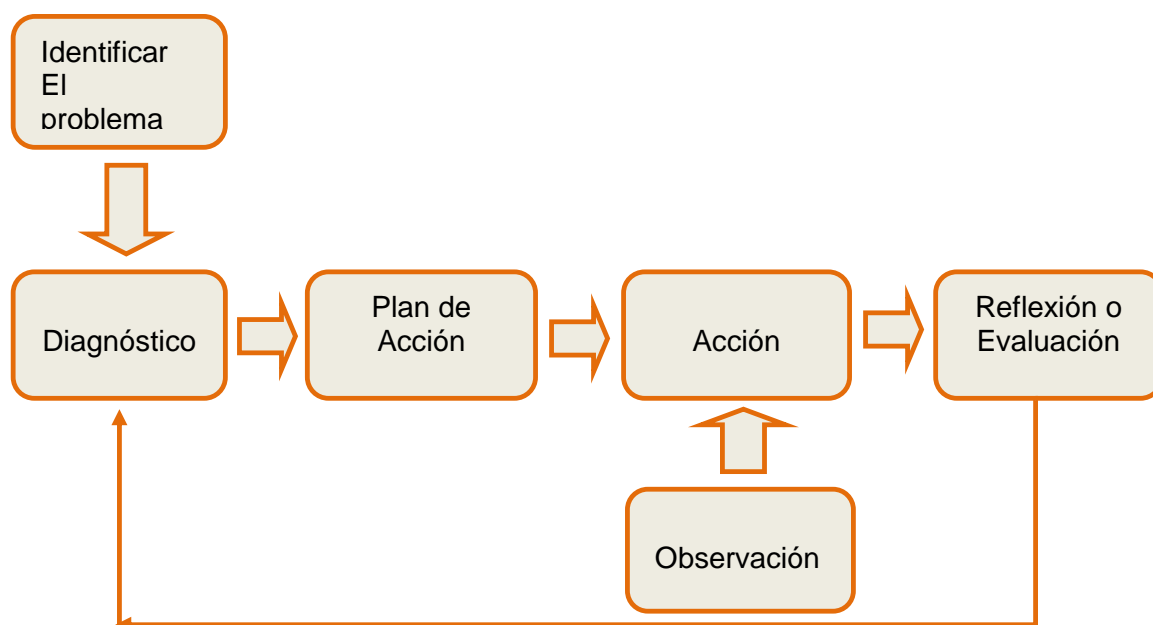 Identificar
El
problema
Diagnóstico
Plan de
Acción
Acción
Reflexión o
Evaluación
Observación